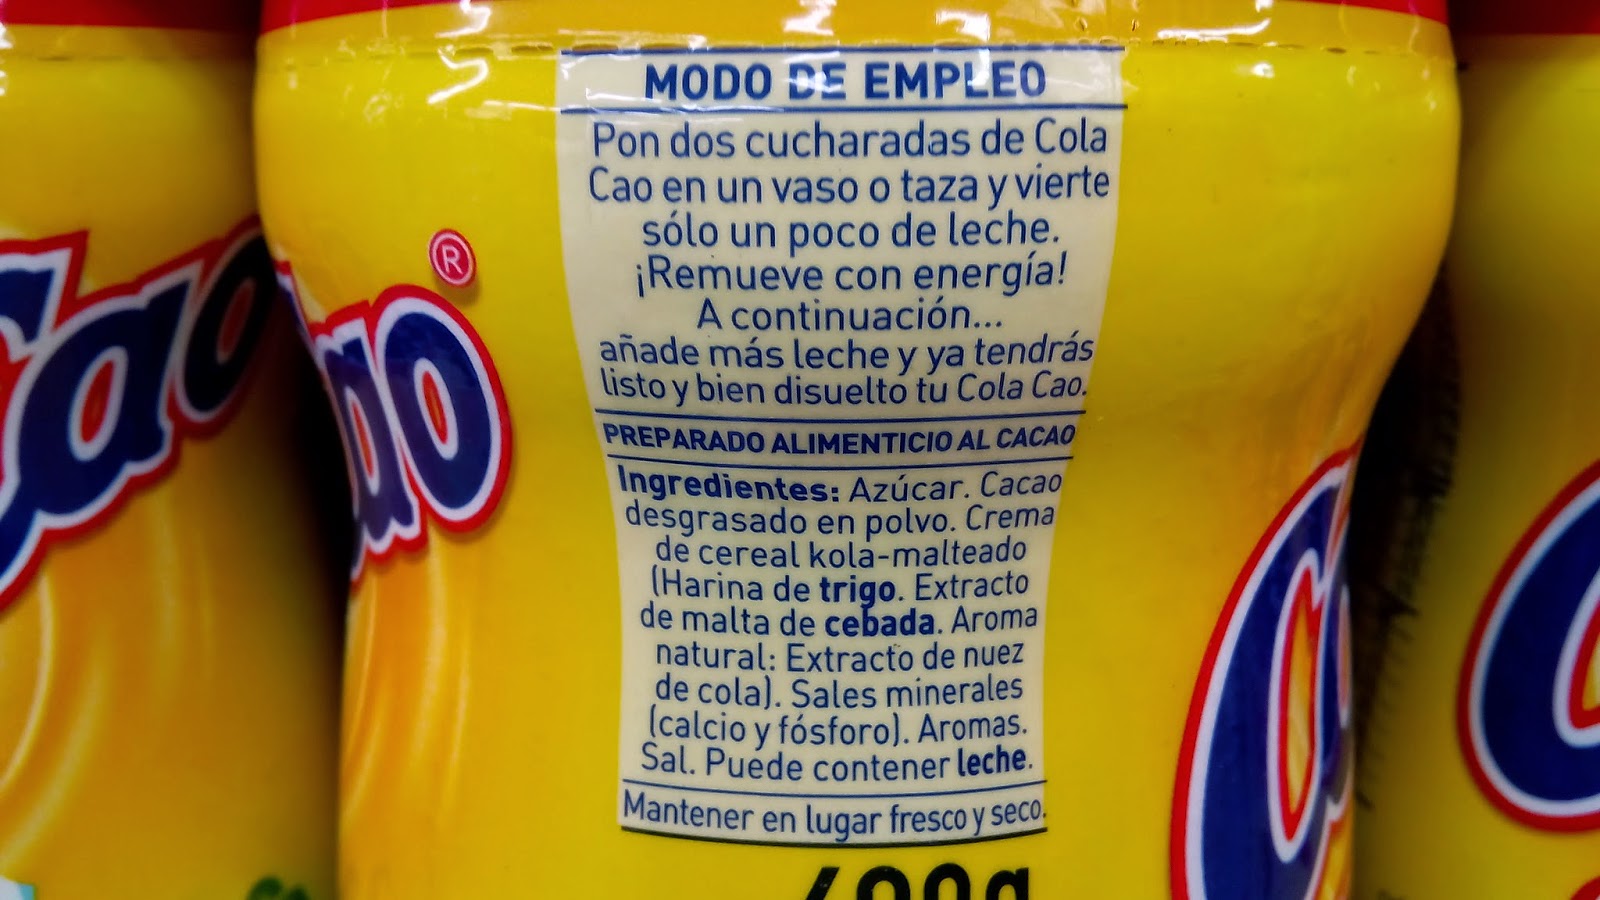 MODO DE EMPLEO
Pon dos cucharadas de Cola
Cao en un vaso o taza y vierte
sólo un poco de leche.
¡Remueve con energía!
A continuación...
añade más leche y ya tendrás
listo y bien disuelto tu Cola Cao.
PREPARADO ALIMENTICIO AL CACAO
Ingredientes: Azúcar. Cacao
desgrasado en polvo. Crema
de cereal kola-malteado
(Harina de trigo. Extracto
de malta de cebada. Aroma
natural: Extracto de nuez
de cola). Sales minerales
(calcio y fósforo). Aromas.
Sal. Puede contener leche.
Mantener en lugar fresco y seco.
Cao
ao
®